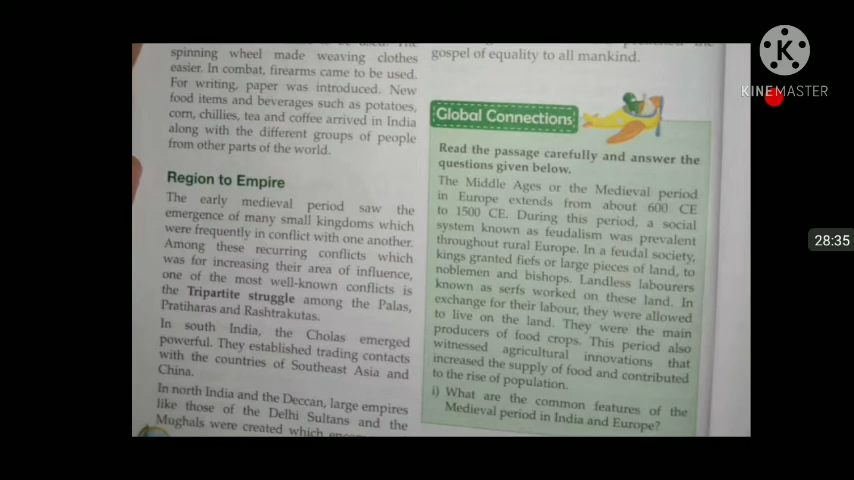 spinning wheel made weaving clothes
easier. In combat, firearms came to be used.
For writing, paper was introduced. New
food items and beverages such as potatoes,
corn, chillies, tea and coffee arrived in India
along with the different groups of people
from other parts of the world.
Region to Empire
The early medieval period saw the
emergence of many small kingdoms which
were frequently in conflict with one another.
Among these recurring conflicts which
was for increasing their area of influence,
one of the most well-known conflicts is
the Tripartite struggle among the Palas,
Pratiharas and Rashtrakutas.
In south India, the Cholas emerged
powerful. They established trading contacts
with the countries of Southeast Asia and
China.
In north India and the Deccan, large empires
like those of the Delhi Sultans and the
Mughals were created which
gospel of equality to all mankind.
Global Connections
Read the passage carefully and answer the
questions given below.
The Middle Ages or the Medieval period
in Europe extends from about 600 CE
to 1500 CE. During this period, a social
system known as feudalism was prevalent
throughout rural Europe. In a feudal society,
kings granted fiefs or large pieces of land, to
noblemen and bishops. Landless labourers
known as serfs worked on these land. In
exchange for their labour, they were allowed
to live on the land. They were the main
producers of food crops. This period also
witnessed agricultural innovations that
increased the supply of food and contributed
to the rise of population.
i) What are the common features of the
Medieval period in India and Europe?
K
KINEMASTER
28:35